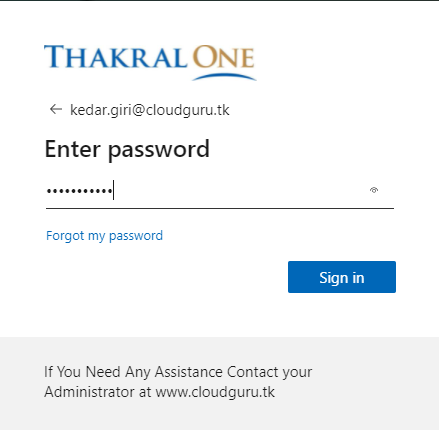 THAKRAL ONE
kedar.giri@cloudguru.tk
Enter password
•••••••••••
Forgot my password
Sign in
If You Need Any Assistance Contact your
Administrator at www.cloudguru.tk